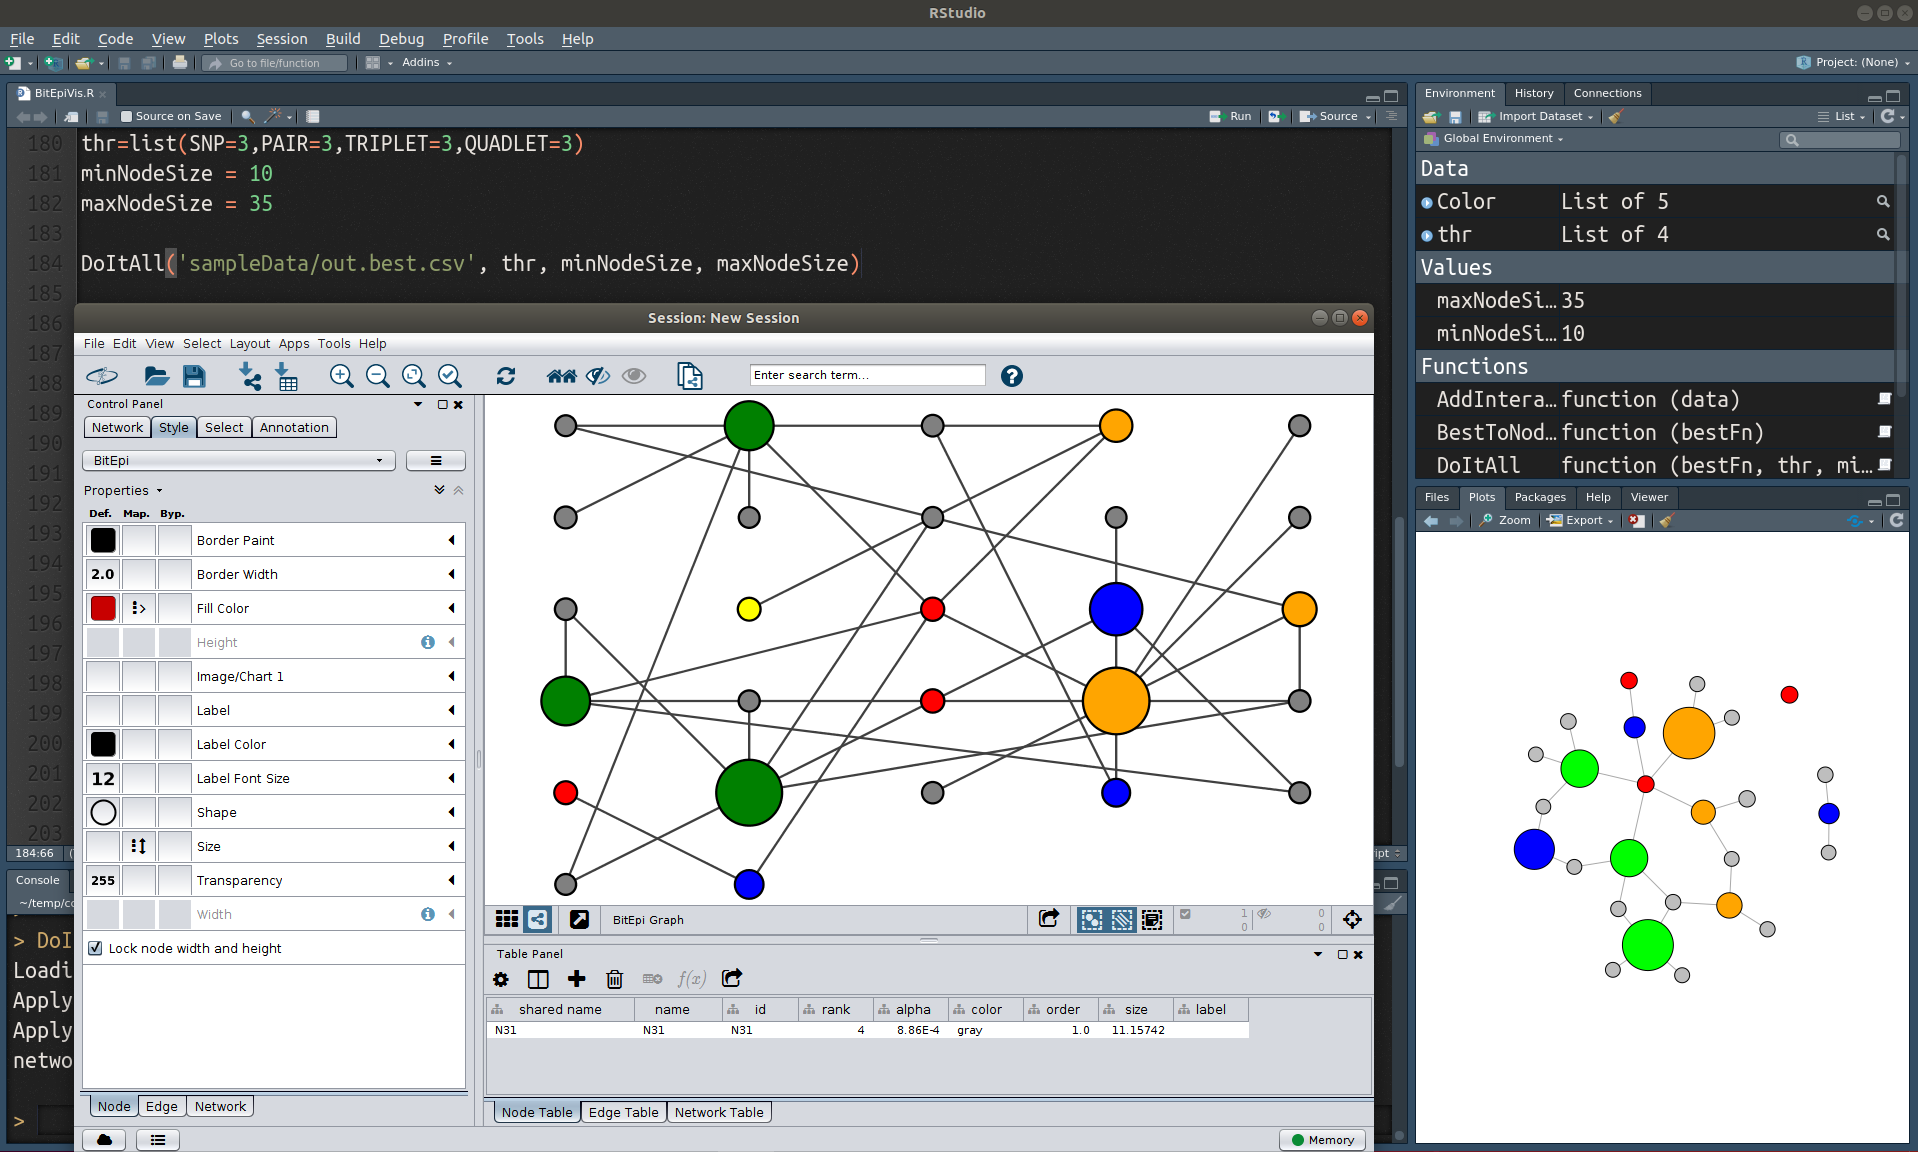 RStudio
File Edit Code View Plots Session Build Debug Profile Tools Help
Go to file/function Addins Project: (None)
BitEpiVis.R
Source on Save Run Source
180 thr=list(SNP=3,PAIR=3,TRIPLET=3,QUADLET=3)
181 minNodeSize = 10
182 maxNodeSize = 35
183
184 DoItAll('sampleData/out.best.csv', thr, minNodeSize, maxNodeSize)
185
186
187
188
189
190
191
192
193
194
195
196
197
198
199
200
201
202
203
184:66
Console
~/temp/co
> DoI
Loadi
Apply
Apply
netwo
>
Session: New Session
File Edit View Select Layout Apps Tools Help
Enter search term...
Control Panel
Network Style Select Annotation
BitEpi
Properties
Def. Map. Byp.
Border Paint
2.0 Border Width
Fill Color
Height
Image/Chart 1
Label
Label Color
12 Label Font Size
Shape
Size
255 Transparency
Width
Lock node width and height
Node Edge Network
BitEpi Graph
1 0
0 0
Table Panel
f(x)
shared name name id rank alpha color order size label
N31 N31 N31 4 8.86E-4 gray 1.0 11.15742
Node Table Edge Table Network Table
Memory
ipt
Environment History Connections
Import Dataset List
Global Environment
Data
Color List of 5
thr List of 4
Values
maxNodeSi… 35
minNodeSi… 10
Functions
AddIntera… function (data)
BestToNod… function (bestFn)
DoItAll function (bestFn, thr, mi…
Files Plots Packages Help Viewer
Zoom Export